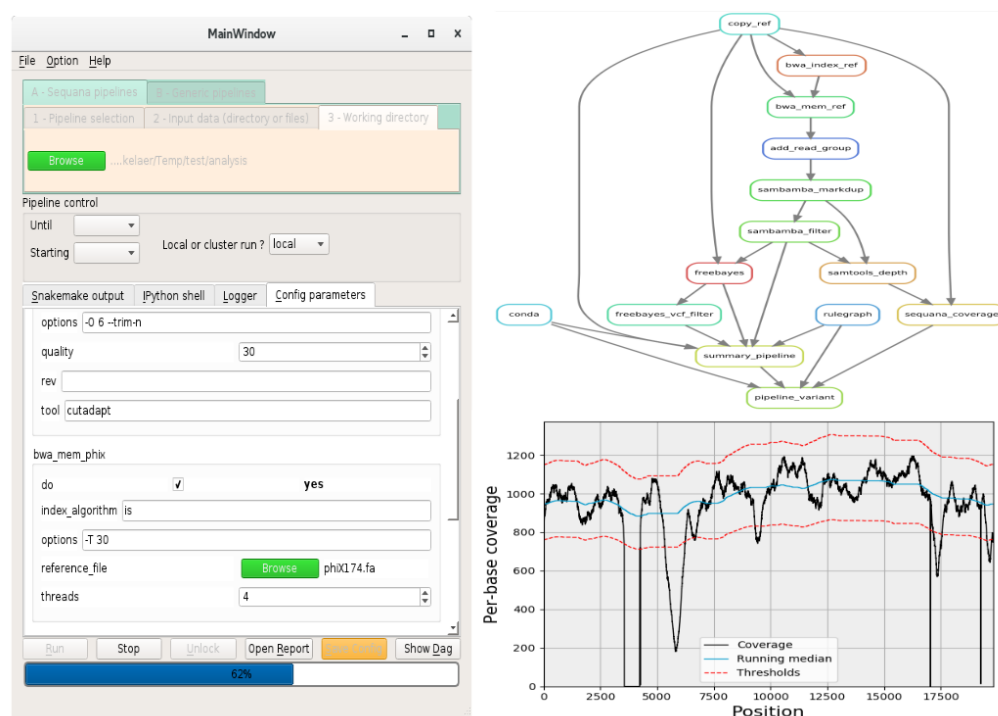 MainWindow
File Option Help
A - Sequana pipelines B - Generic pipelines
1 - Pipeline selection 2 - Input data (directory or files) 3 - Working directory
Browse ....kelaer/Temp/test/analysis
Pipeline control
Until
Starting
Local or cluster run ? local
Snakemake output IPython shell Logger Config parameters
options -O 6 --trim-n
quality 30
rev
tool cutadapt
bwa_mem_phix
do yes
index_algorithm is
options -T 30
reference_file Browse phiX174.fa
threads 4
Run Stop Unlock Open Report Save Config Show Dag
62%
copy_ref
bwa_index_ref
bwa_mem_ref
add_read_group
sambamba_markdup
sambamba_filter
freebayes samtools_depth
conda freebayes_vcf_filter rulegraph sequana_coverage
summary_pipeline
pipeline_variant
Per-base coverage
1200
1000
800
600
400
200
0
Coverage
Running median
Thresholds
0 2500 5000 7500 10000 12500 15000 17500
Position